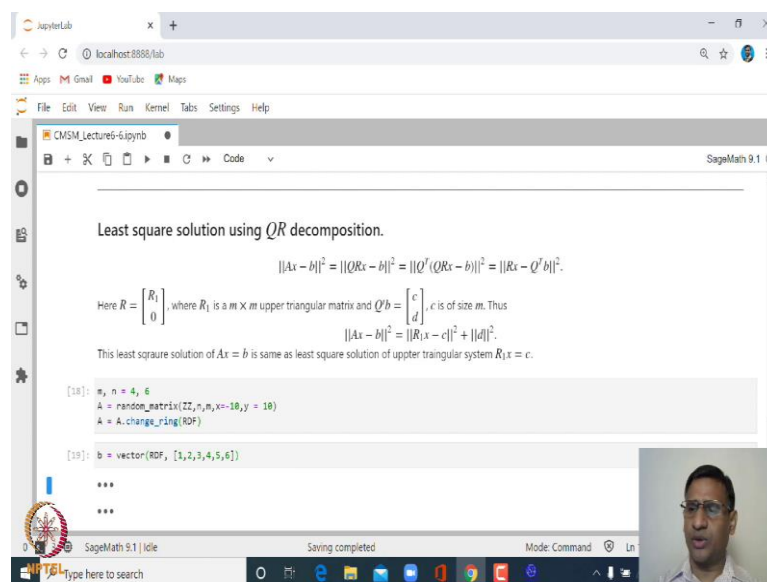 JupyterLab
localhost:8888/lab
Apps Gmail YouTube Maps
File Edit View Run Kernel Tabs Settings Help
CMSM_Lecture6-6.ipynb
Code
SageMath 9.1
Least square solution using QR decomposition.
||Ax − b||² = ||QRx − b||² = ||Qᵀ(QRx − b)||² = ||Rx − Qᵀb||².
Here R = [R₁ 0], where R₁ is a m × m upper triangular matrix and Qᵗb = [c d], c is of size m. Thus
||Ax − b||² = ||R₁x − c||² + ||d||².
This least sqraure solution of Ax = b is same as least square solution of uppter traingular system R₁x = c.
[18]: m, n = 4, 6
A = random_matrix(ZZ,n,m,x=-10,y = 10)
A = A.change_ring(RDF)
[19]: b = vector(RDF, [1,2,3,4,5,6])
•••
•••
0 SageMath 9.1 | Idle Saving completed Mode: Command Ln
NPTEL Type here to search